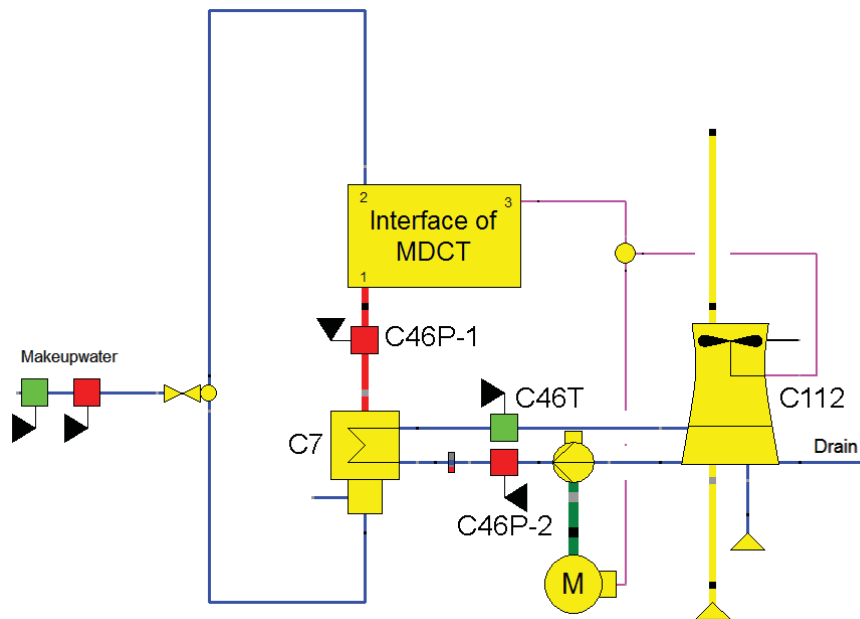 2
3
Interface of
MDCT
1
C46P-1
Makeupwater
C46T
C112
C7
Drain
C46P-2
M